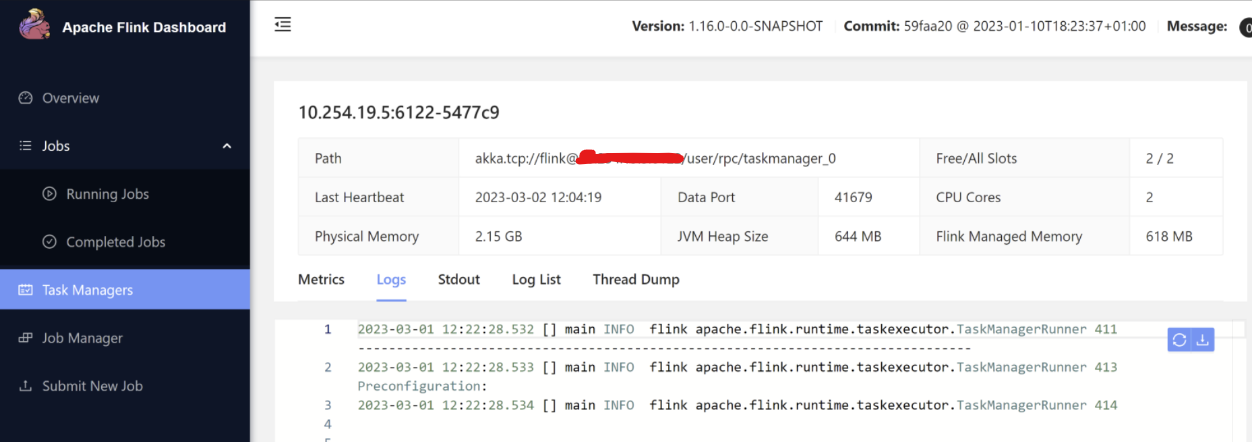 Apache Flink Dashboard
Version: 1.16.0-0.0-SNAPSHOT Commit: 59faa20 @ 2023-01-10T18:23:37+01:00 Message: 0
Overview
Jobs
Running Jobs
Completed Jobs
Task Managers
Job Manager
Submit New Job
10.254.19.5:6122-5477c9
Path akka.tcp://flink@ /user/rpc/taskmanager_0 Free/All Slots 2 / 2
Last Heartbeat 2023-03-02 12:04:19 Data Port 41679 CPU Cores 2
Physical Memory 2.15 GB JVM Heap Size 644 MB Flink Managed Memory 618 MB
Metrics Logs Stdout Log List Thread Dump
1 2023-03-01 12:22:28.532 [] main INFO flink apache.flink.runtime.taskexecutor.TaskManagerRunner 411
--------------------------------------------------------------------------------
2 2023-03-01 12:22:28.533 [] main INFO flink apache.flink.runtime.taskexecutor.TaskManagerRunner 413
Preconfiguration:
3 2023-03-01 12:22:28.534 [] main INFO flink apache.flink.runtime.taskexecutor.TaskManagerRunner 414
4